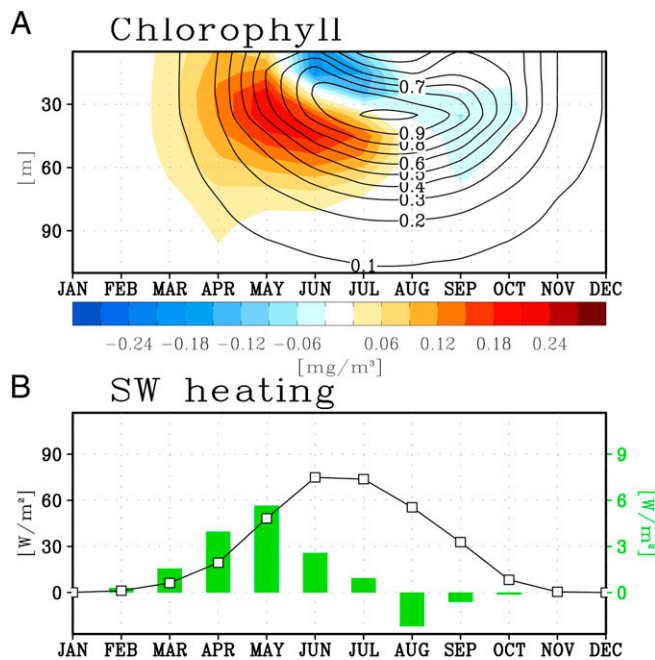 A Chlorophyll
[m]
30
60
90
0.7
0.9
0.8
0.6
0.5
0.4
0.3
0.2
0.1
JAN FEB MAR APR MAY JUN JUL AUG SEP OCT NOV DEC
−0.24 −0.18 −0.12 −0.06 0.06 0.12 0.18 0.24
[mg/m³]
B SW heating
[W/m²]
90
60
30
0
9
6
3
0
[W/m²]
JAN FEB MAR APR MAY JUN JUL AUG SEP OCT NOV DEC